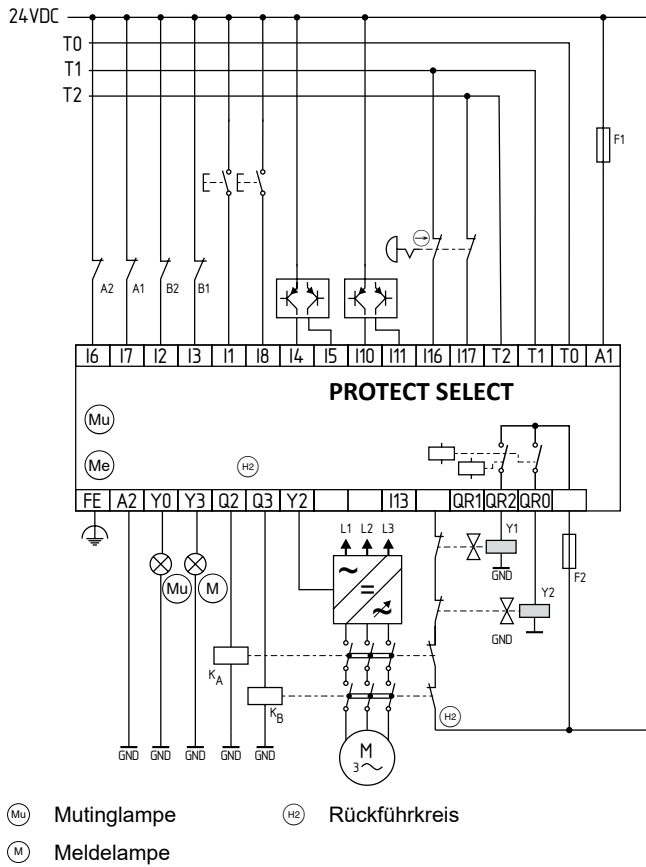 24VDC
T0
T1
T2
F1
A2 A1 B2 B1
I6 I7 I2 I3 I1 I8 I4 I5 I10 I11 I16 I17 T2 T1 T0 A1
PROTECT SELECT
Mu
Me H2
FE A2 Y0 Y3 Q2 Q3 Y2 I13 QR1 QR2 QR0
L1 L2 L3
Y1
GND
F2
Mu M
Y2
GND
KA
KB
H2
M
3~
GND GND GND GND GND
Mu Mutinglampe H2 Rückführkreis
M Meldelampe